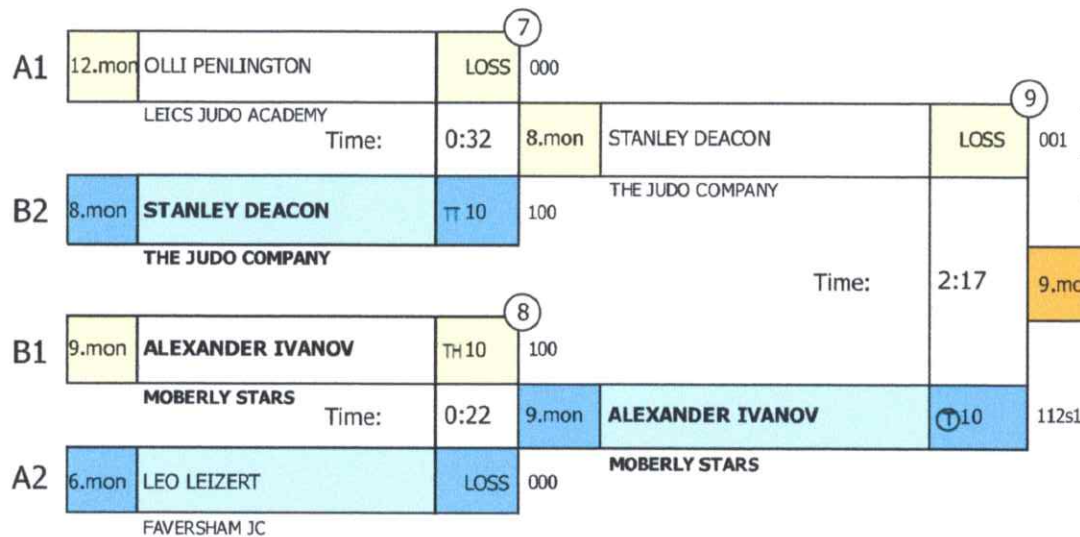 7
A1 12.mon OLLI PENLINGTON LOSS 000
LEICS JUDO ACADEMY
Time: 0:32
B2 8.mon STANLEY DEACON TT 10 100
THE JUDO COMPANY
8
B1 9.mon ALEXANDER IVANOV TH 10 100
MOBERLY STARS
Time: 0:22
A2 6.mon LEO LEIZERT LOSS 000
FAVERSHAM JC
9
8.mon STANLEY DEACON LOSS 001
THE JUDO COMPANY
Time: 2:17
9.mon ALEXANDER IVANOV T 10 112s1
MOBERLY STARS
9.mo